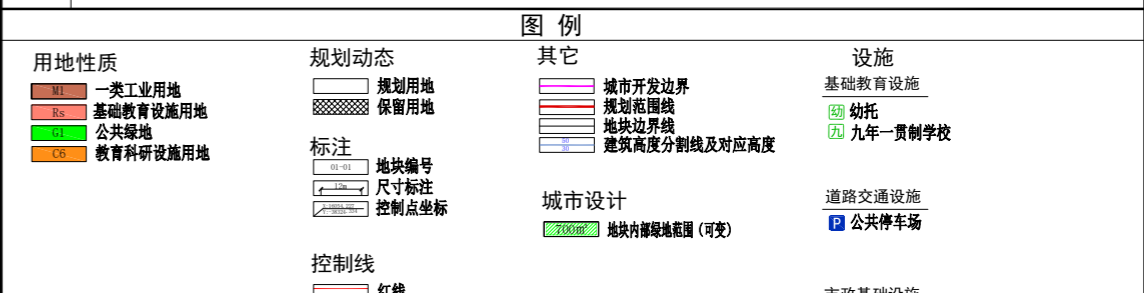 图 例
用地性质
M1 一类工业用地
Rs 基础教育设施用地
G1 公共绿地
C6 教育科研设施用地
规划动态
规划用地
保留用地
标注
01-01 地块编号
12m 尺寸标注
控制点坐标
控制线
红线
其它
城市开发边界
规划范围线
地块边界线
50
30
建筑高度分割线及对应高度
城市设计
700m² 地块内部绿地范围(可变)
设施
基础教育设施
幼 幼托
九 九年一贯制学校
道路交通设施
P 公共停车场
市政基础设施